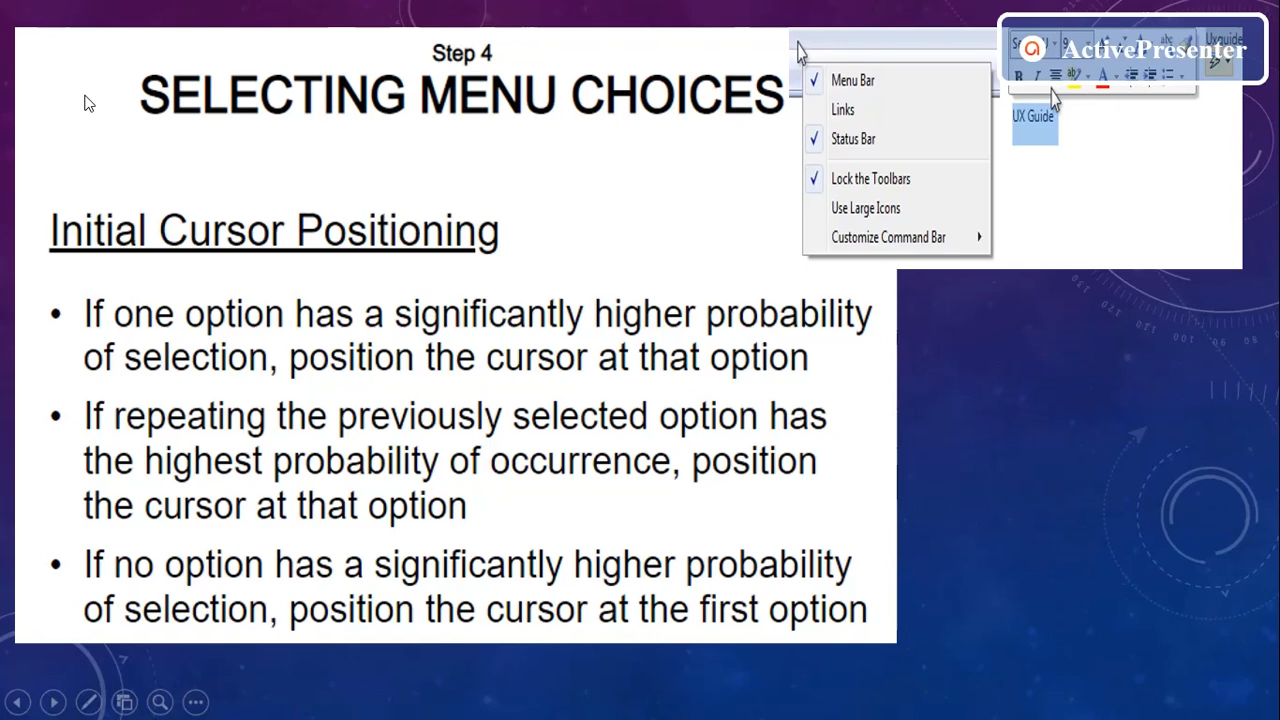 Step 4
SELECTING MENU CHOICES
Menu Bar
Links
Status Bar
Lock the Toolbars
Use Large Icons
Customize Command Bar
ActivePresenter
Uxguide
UX Guide
Initial Cursor Positioning
• If one option has a significantly higher probability
of selection, position the cursor at that option
• If repeating the previously selected option has
the highest probability of occurrence, position
the cursor at that option
• If no option has a significantly higher probability
of selection, position the cursor at the first option